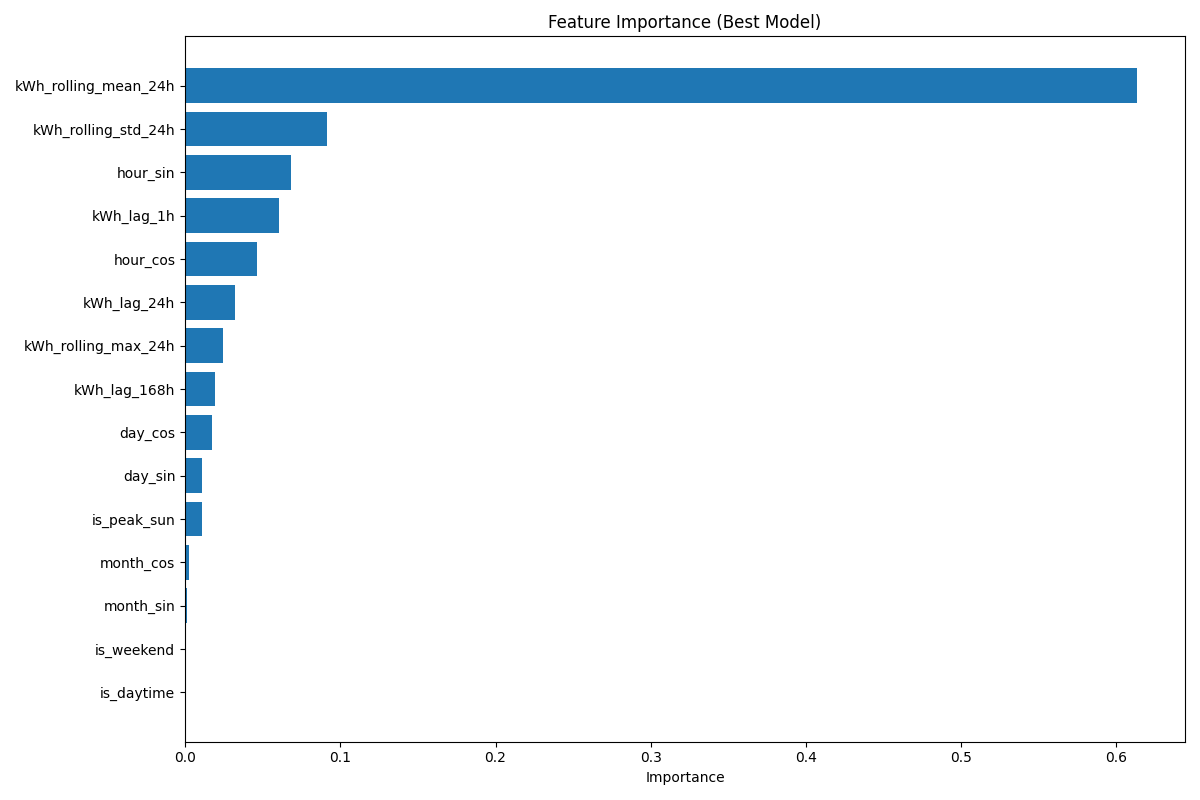 Feature Importance (Best Model)
kWh_rolling_mean_24h
kWh_rolling_std_24h
hour_sin
kWh_lag_1h
hour_cos
kWh_lag_24h
kWh_rolling_max_24h
kWh_lag_168h
day_cos
day_sin
is_peak_sun
month_cos
month_sin
is_weekend
is_daytime
0.0 0.1 0.2 0.3 0.4 0.5 0.6
Importance